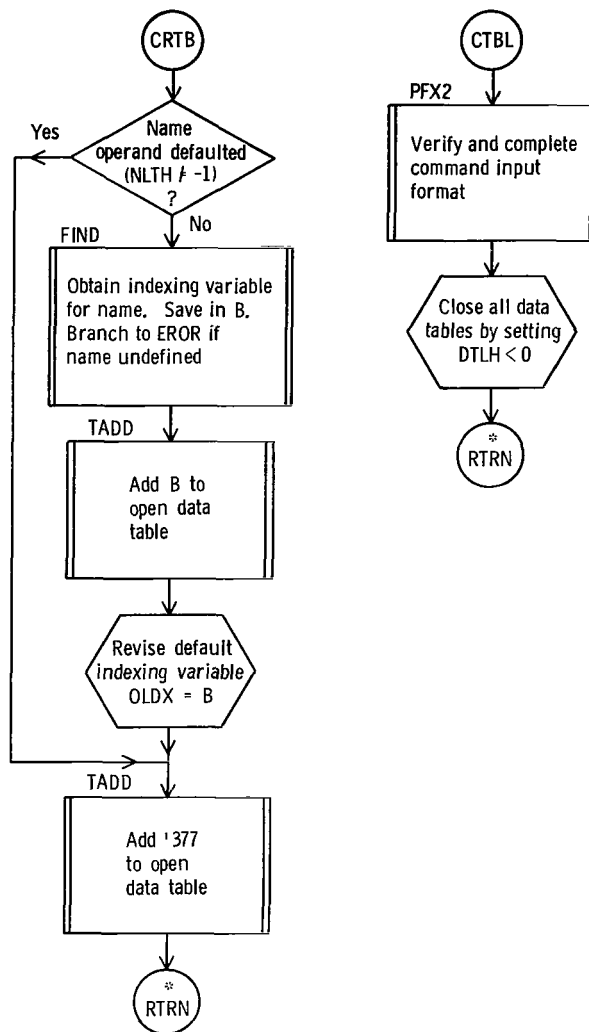 CRTB
Name
operand defaulted
(NLTH ≠ -1)
?
Yes
No
FIND
Obtain indexing variable
for name. Save in B.
Branch to EROR if
name undefined
TADD
Add B to
open data
table
Revise default
indexing variable
OLDX = B
TADD
Add '377
to open
data table
*
RTRN
CTBL
PFX2
Verify and complete
command input
format
Close all data
tables by setting
DTLH < 0
*
RTRN